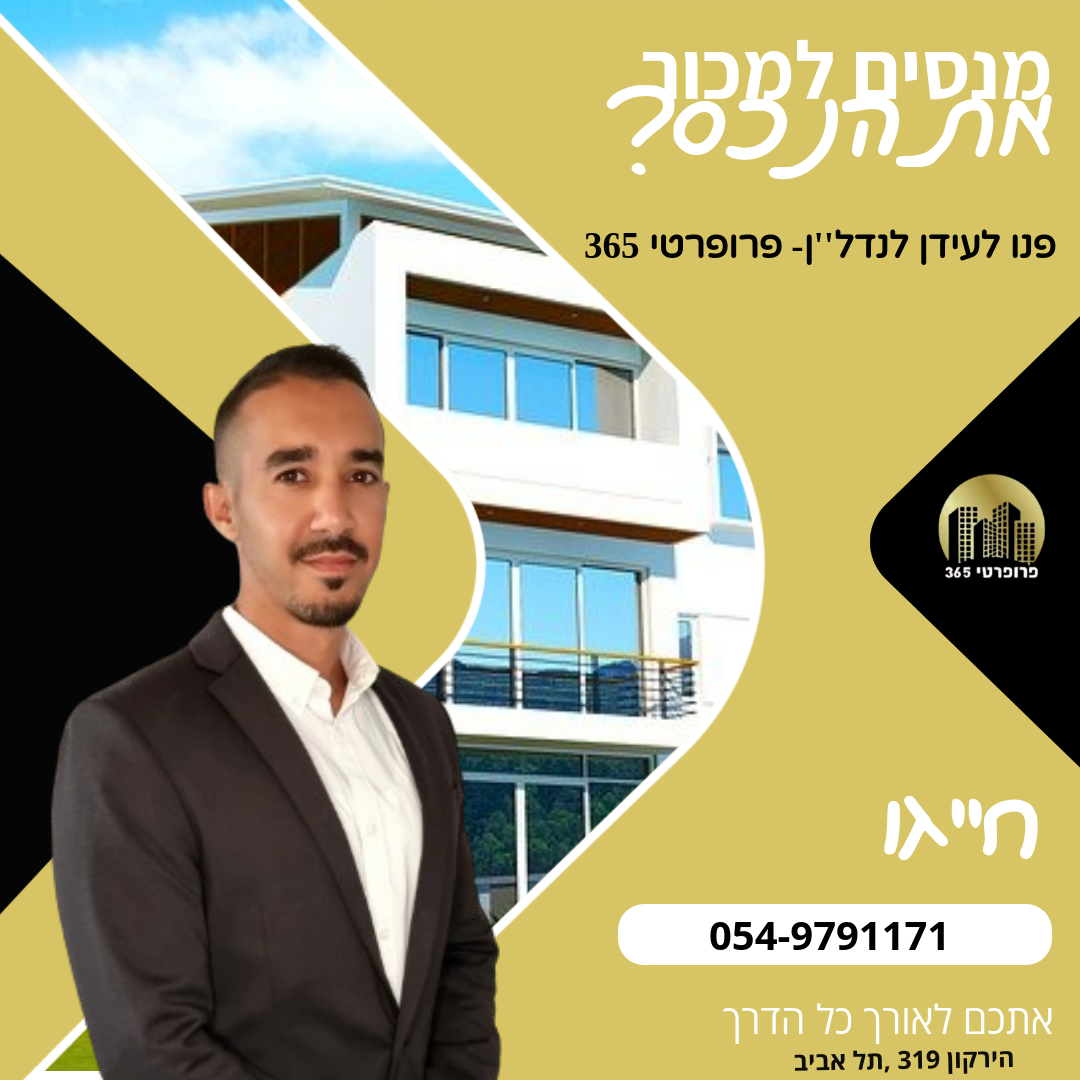 מנסים למכור
את הנכס?
פנו לעידן לנדל''ן- פרופרטי 365
פרופרטי 365
חייגו
054-9791171
אתכם לאורך כל הדרך
הירקון 319 ,תל אביב